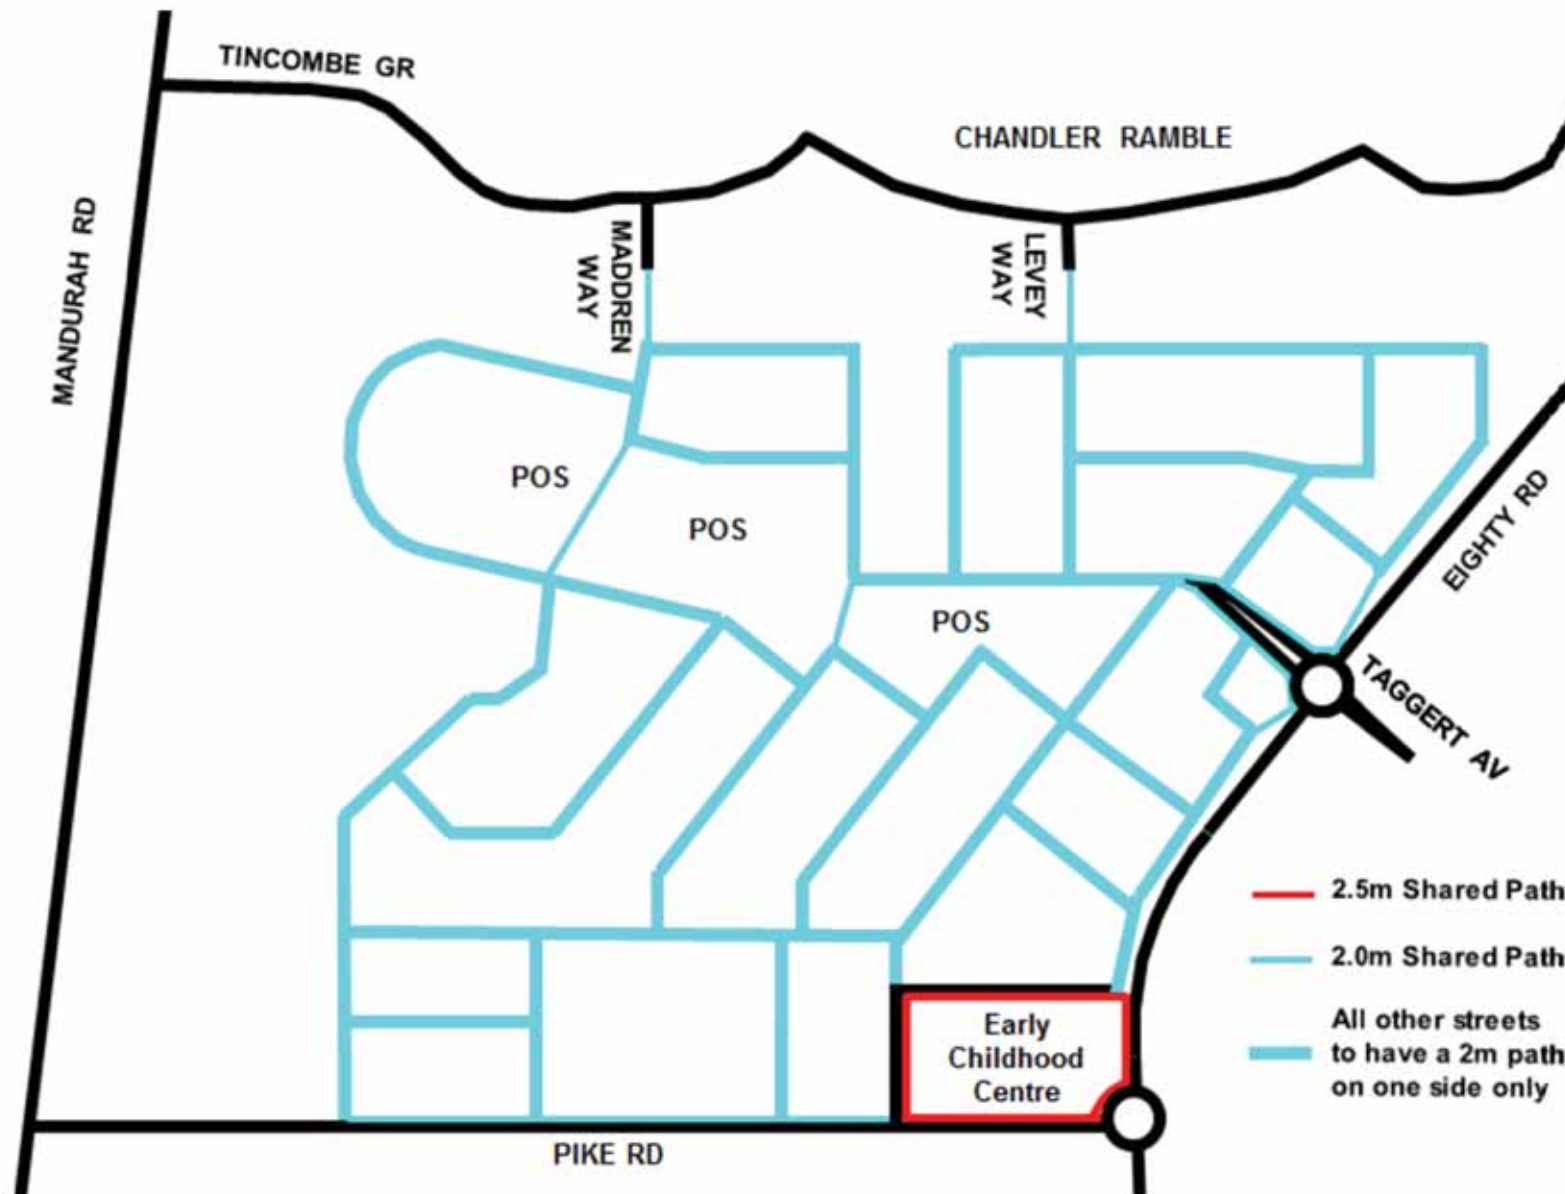 TINCOMBE GR
CHANDLER RAMBLE
MANDURAH RD
MADDREN
WAY
LEVEY
WAY
POS
POS
POS
EIGHTY RD
TAGGERT AV
2.5m Shared Path
2.0m Shared Path
All other streets
to have a 2m path
on one side only
Early
Childhood
Centre
PIKE RD